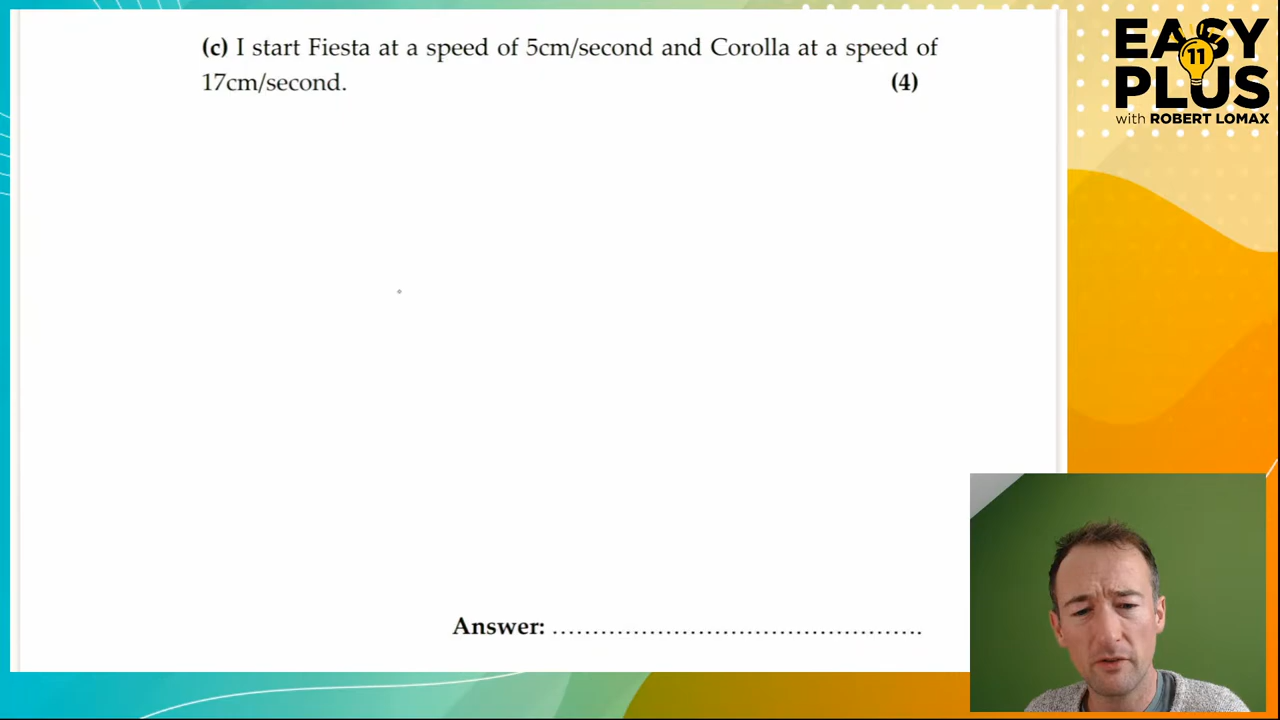 (c) I start Fiesta at a speed of 5cm/second and Corolla at a speed of
17cm/second. (4)
Answer: ..............................................
EASY
11
PLUS
with ROBERT LOMAX